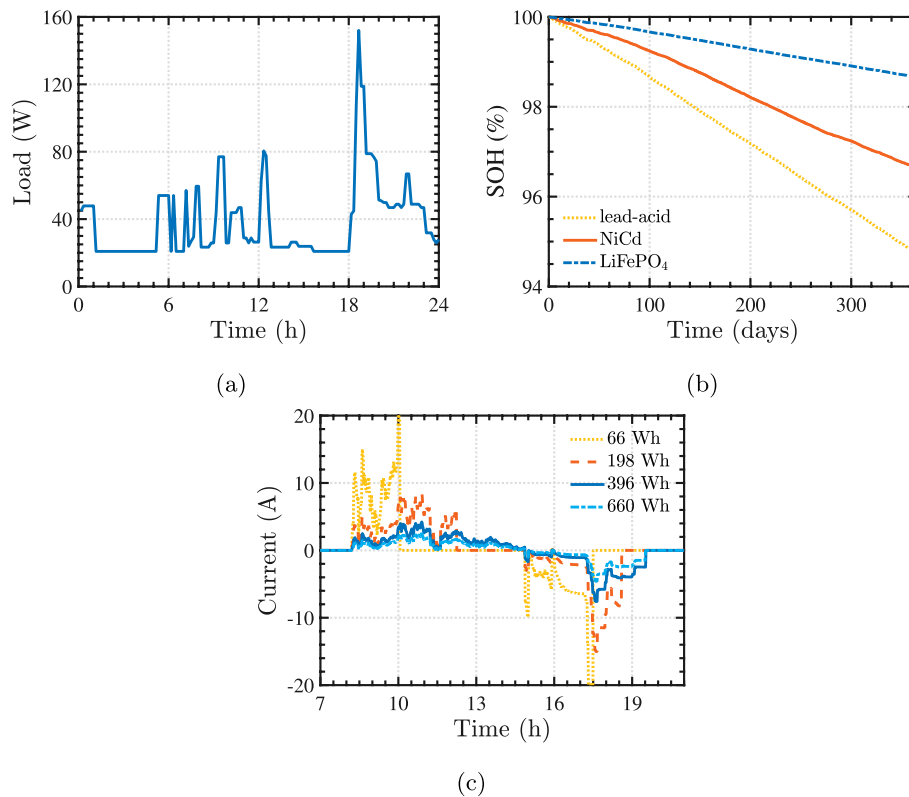 160
120
80
40
0
Load (W)
0 6 12 18 24
Time (h)
(a)
100
98
96
94
SOH (%)
lead-acid
NiCd
LiFePO₄
0 100 200 300
Time (days)
(b)
20
10
0
-10
-20
Current (A)
66 Wh
198 Wh
396 Wh
660 Wh
7 10 13 16 19
Time (h)
(c)